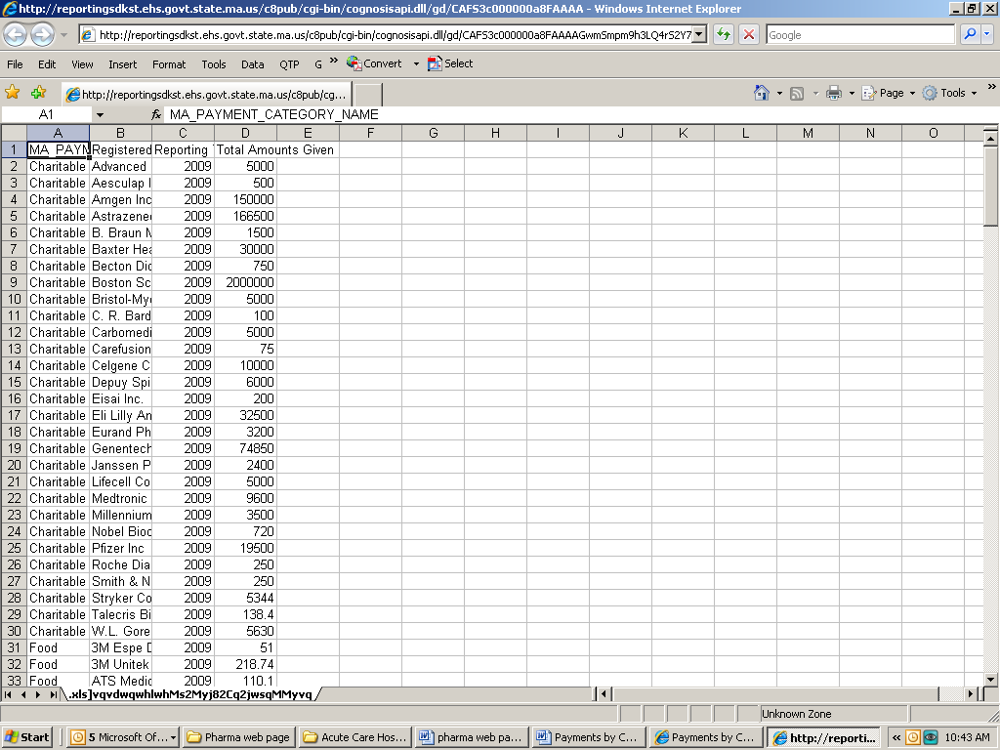 http://reportingsdkst.ehs.govt.state.ma.us/c8pub/cgi-bin/cognosisapi.dll/gd/CAFS3c000000a8FAAAA - Windows Internet Explorer
http://reportingsdkst.ehs.govt.state.ma.us/c8pub/cgi-bin/cognosisapi.dll/gd/CAFS3c000000a8FAAAAGwmSmpm9h3LQ4rS2Y7 Google
File Edit View Insert Format Tools Data QTP G » Convert Select
http://reportingsdkst.ehs.govt.state.ma.us/c8pub/cg... Page Tools »
A1 fx MA_PAYMENT_CATEGORY_NAME
A B C D E F G H I J K L M N O
1 MA_PAYM Registered Reporting Total Amounts Given
2 Charitable Advanced 2009 5000
3 Charitable Aesculap I 2009 500
4 Charitable Amgen Inc 2009 150000
5 Charitable Astrazene 2009 166500
6 Charitable B. Braun M 2009 1500
7 Charitable Baxter Hea 2009 30000
8 Charitable Becton Dic 2009 750
9 Charitable Boston Sc 2009 2000000
10 Charitable Bristol-My 2009 5000
11 Charitable C. R. Bard 2009 100
12 Charitable Carbomedi 2009 5000
13 Charitable Carefusion 2009 75
14 Charitable Celgene C 2009 10000
15 Charitable Depuy Spi 2009 6000
16 Charitable Eisai Inc. 2009 200
17 Charitable Eli Lilly An 2009 32500
18 Charitable Eurand Ph 2009 3200
19 Charitable Genentech 2009 74850
20 Charitable Janssen P 2009 2400
21 Charitable Lifecell Co 2009 5000
22 Charitable Medtronic 2009 9600
23 Charitable Millennium 2009 3500
24 Charitable Nobel Bioc 2009 720
25 Charitable Pfizer Inc 2009 19500
26 Charitable Roche Dia 2009 250
27 Charitable Smith & N 2009 250
28 Charitable Stryker Co 2009 5344
29 Charitable Talecris Bi 2009 138.4
30 Charitable W.L. Gore 2009 5630
31 Food 3M Espe D 2009 51
32 Food 3M Unitek 2009 218.74
33 Food ATS Medic 2009 110.1
.xls]vqvdwqwhlwhMs2Myj82Cq2jwsqMMyvq
Unknown Zone
Start 5 Microsoft Of... Pharma web page Acute Care Hos... pharma web pa... Payments by C... Payments by C... http://reporti... « 10:43 AM